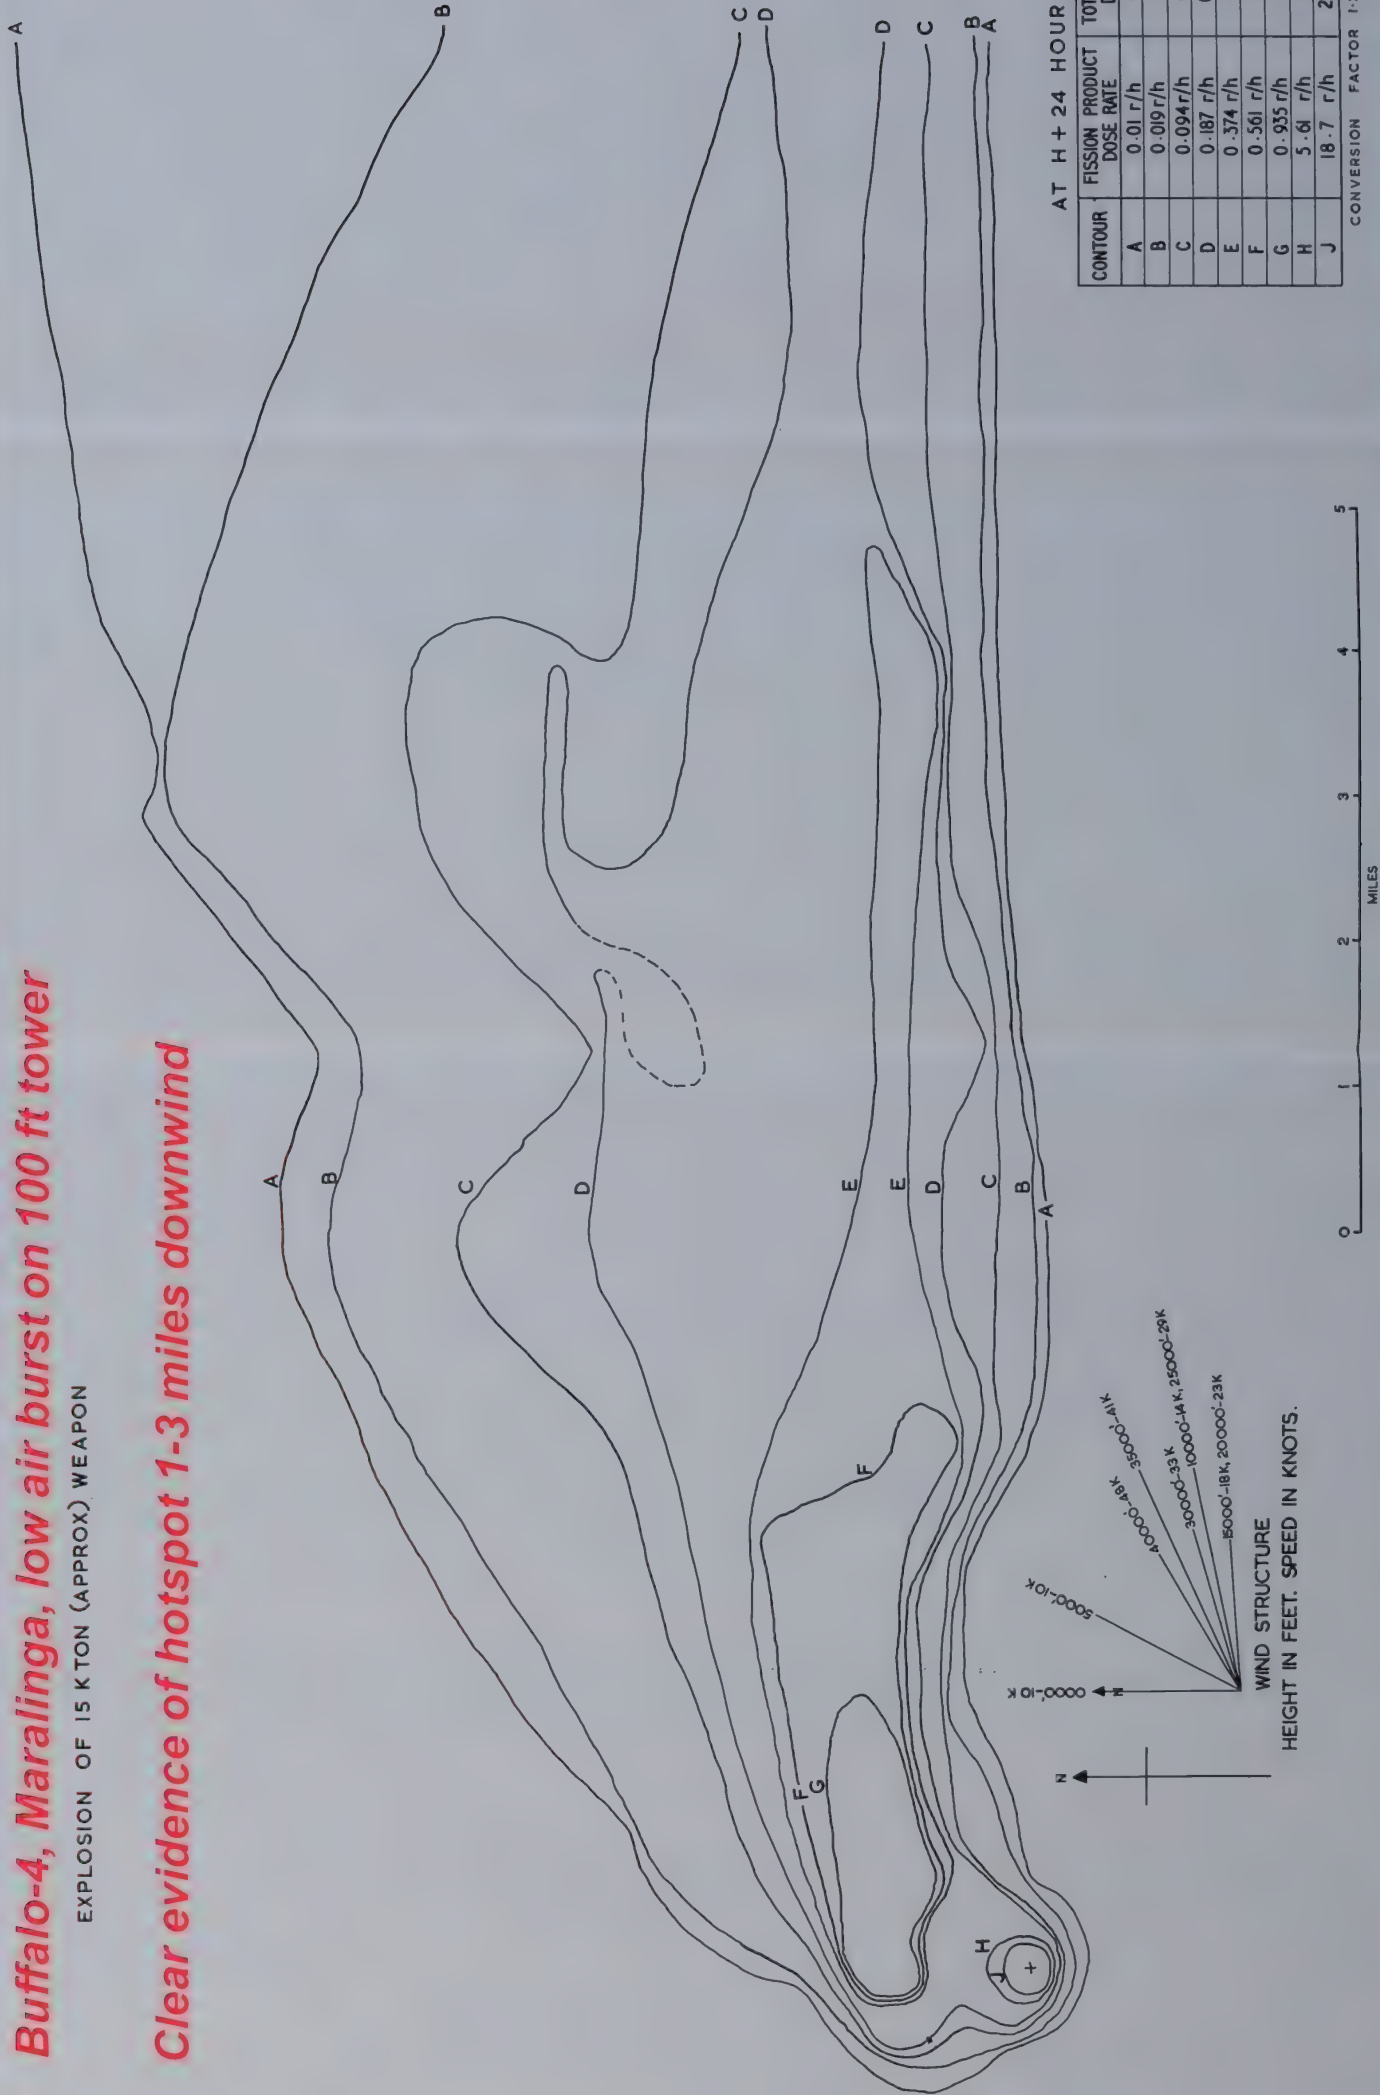 Buffalo-4, Maralinga, low air burst on 100 ft tower
EXPLOSION OF 15 KTON (APPROX) WEAPON
Clear evidence of hotspot 1-3 miles downwind
A
B
C
D
D
C
B
A
A
B
C
D
E
E
D
C
B
A
F
F
G
H
J
+
N
0000'-10K
N
5000'-10K
40000'-48K
35000'-41K
30000'-33K
10000'-14K, 25000'-29K
15000'-18K, 20000'-23K
WIND STRUCTURE
HEIGHT IN FEET. SPEED IN KNOTS.
0 1 2 3 4 5
MILES
AT H + 24 HOUR
CONTOUR FISSION PRODUCT DOSE RATE
A 0.01 r/h
B 0.019 r/h
C 0.094 r/h
D 0.187 r/h
E 0.374 r/h
F 0.561 r/h
G 0.935 r/h
H 5.61 r/h
J 18.7 r/h 2
CONVERSION FACTOR